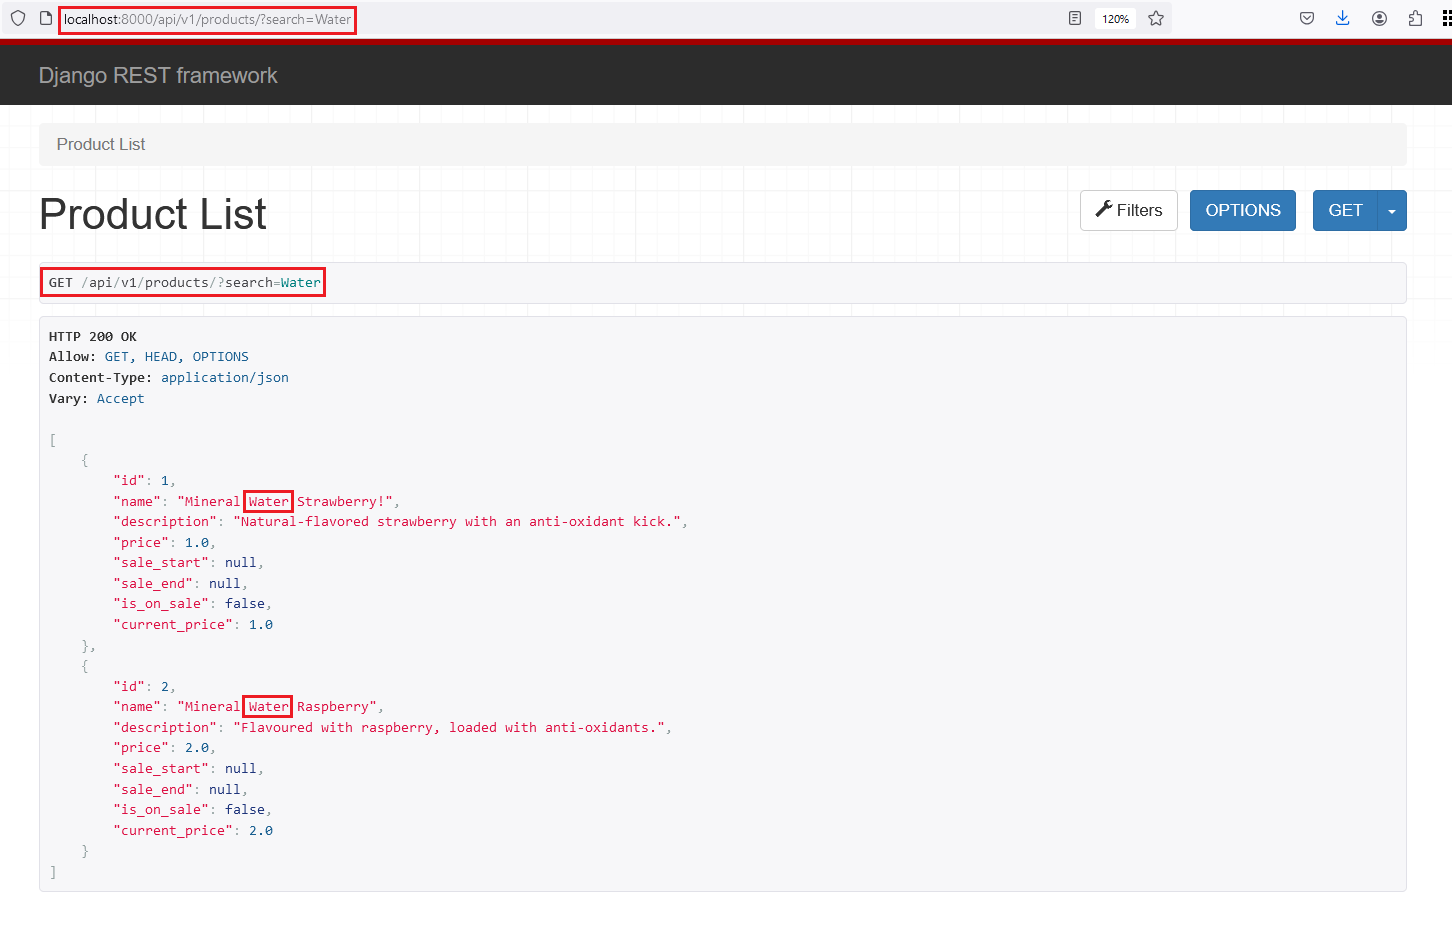 localhost:8000/api/v1/products/?search=Water
120%
Django REST framework
Product List
Product List
Filters
OPTIONS
GET
GET /api/v1/products/?search=Water
HTTP 200 OK
Allow: GET, HEAD, OPTIONS
Content-Type: application/json
Vary: Accept
[
    {
        "id": 1,
        "name": "Mineral Water Strawberry!",
        "description": "Natural-flavored strawberry with an anti-oxidant kick.",
        "price": 1.0,
        "sale_start": null,
        "sale_end": null,
        "is_on_sale": false,
        "current_price": 1.0
    },
    {
        "id": 2,
        "name": "Mineral Water Raspberry",
        "description": "Flavoured with raspberry, loaded with anti-oxidants.",
        "price": 2.0,
        "sale_start": null,
        "sale_end": null,
        "is_on_sale": false,
        "current_price": 2.0
    }
]